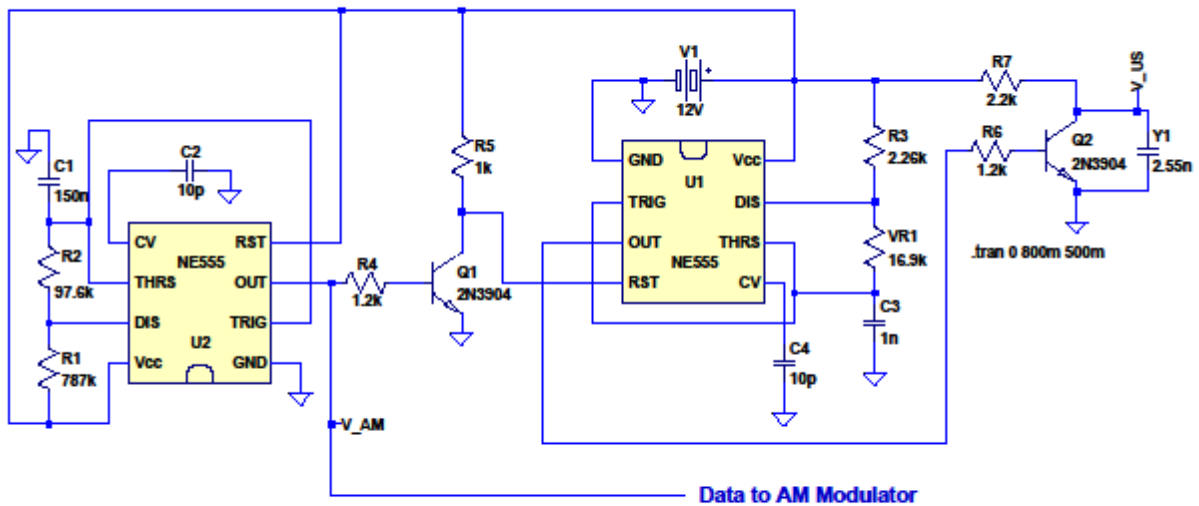 V1
12V
R7
2.2k
V_US
R3
2.26k
R6
1.2k
Q2
2N3904
Y1
2.55n
R5
1k
C1
150n
C2
10p
GND
Vcc
U1
TRIG
DIS
OUT
THRS
NE555
RST
CV
VR1
16.9k
.tran 0 800m 500m
R2
97.6k
CV
RST
NE555
THRS
OUT
DIS
TRIG
U2
Vcc
GND
R4
1.2k
Q1
2N3904
C3
1n
R1
787k
C4
10p
V_AM
Data to AM Modulator